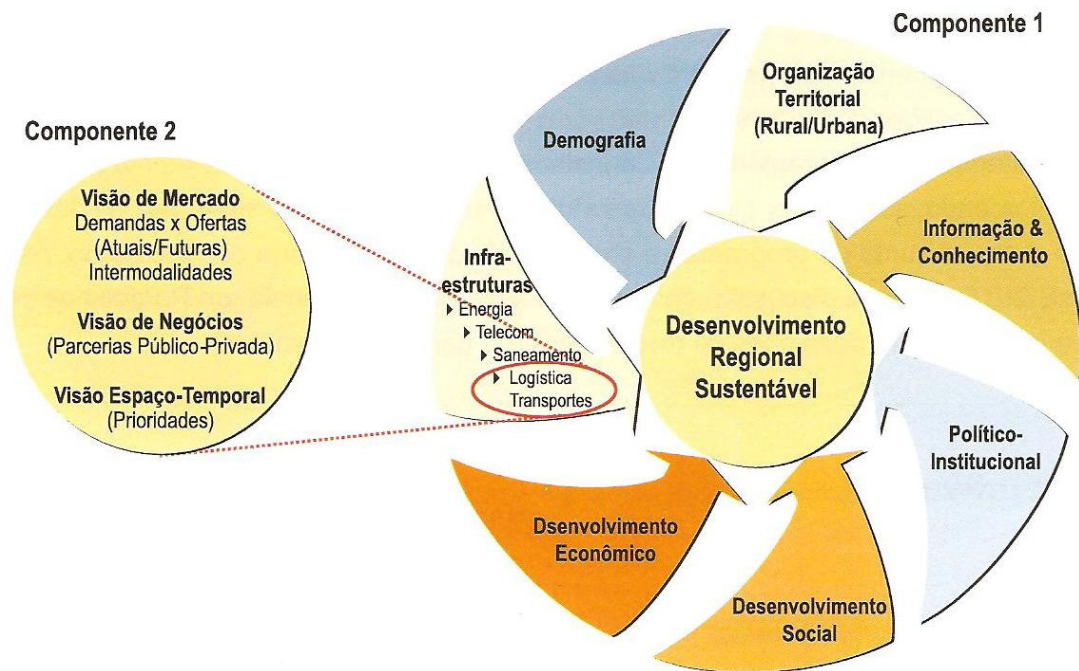 Componente 1
Organização
Territorial
(Rural/Urbana)
Demografia
Informação &
Conhecimento
Componente 2
Visão de Mercado
Demandas x Ofertas
(Atuais/Futuras)
Intermodalidades
Visão de Negócios
(Parcerias Público-Privada)
Visão Espaço-Temporal
(Prioridades)
Infra-
estruturas
Energia
Telecom
Saneamento
Logística
Transportes
Desenvolvimento
Regional
Sustentável
Político-
Institucional
Dsenvolvimento
Econômico
Desenvolvimento
Social